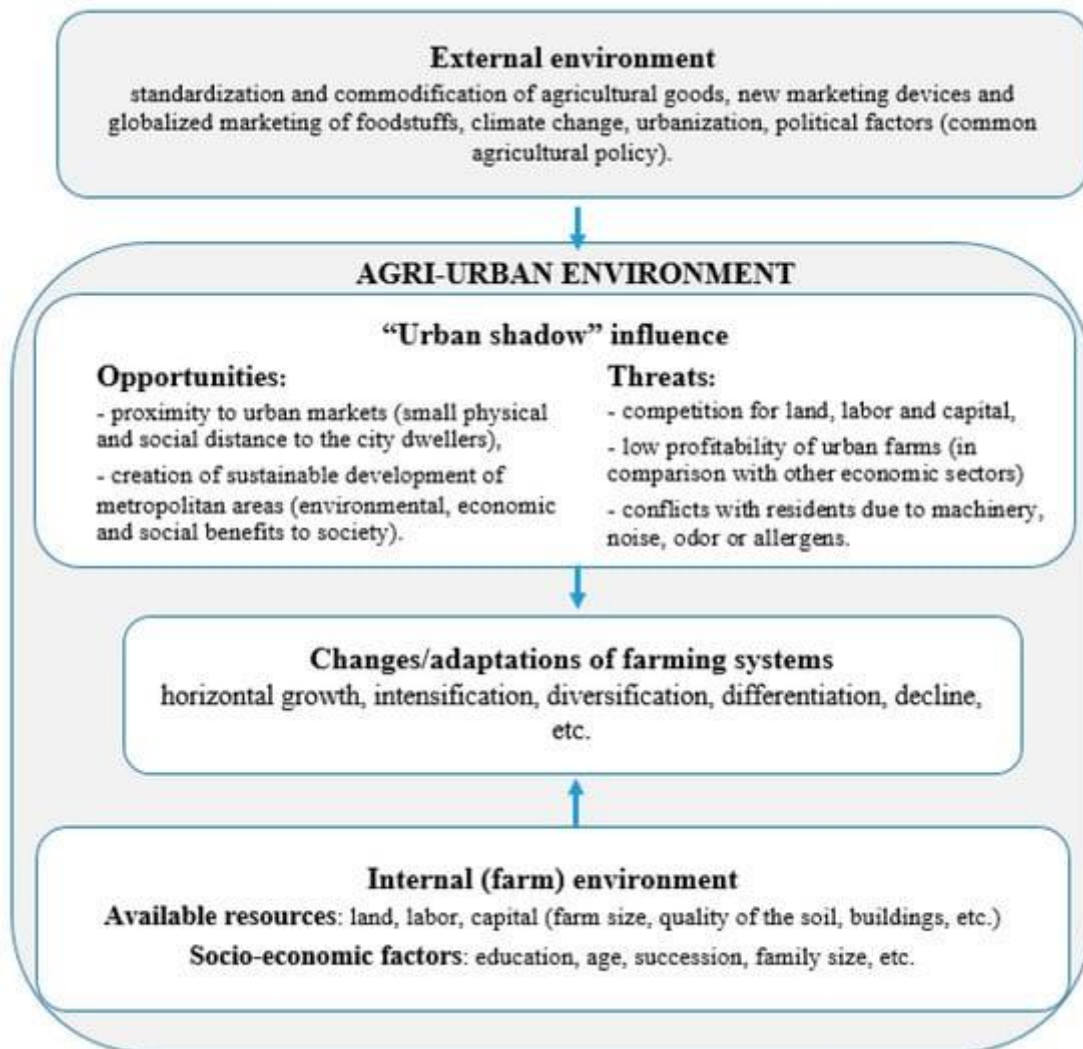 External environment
standardization and commodification of agricultural goods, new marketing devices and
globalized marketing of foodstuffs, climate change, urbanization, political factors (common
agricultural policy).
AGRI-URBAN ENVIRONMENT
“Urban shadow” influence
Opportunities:
- proximity to urban markets (small physical
and social distance to the city dwellers),
- creation of sustainable development of
metropolitan areas (environmental, economic
and social benefits to society).
Threats:
- competition for land, labor and capital,
- low profitability of urban farms (in
comparison with other economic sectors)
- conflicts with residents due to machinery,
noise, odor or allergens.
Changes/adaptations of farming systems
horizontal growth, intensification, diversification, differentiation, decline,
etc.
Internal (farm) environment
Available resources: land, labor, capital (farm size, quality of the soil, buildings, etc.)
Socio-economic factors: education, age, succession, family size, etc.